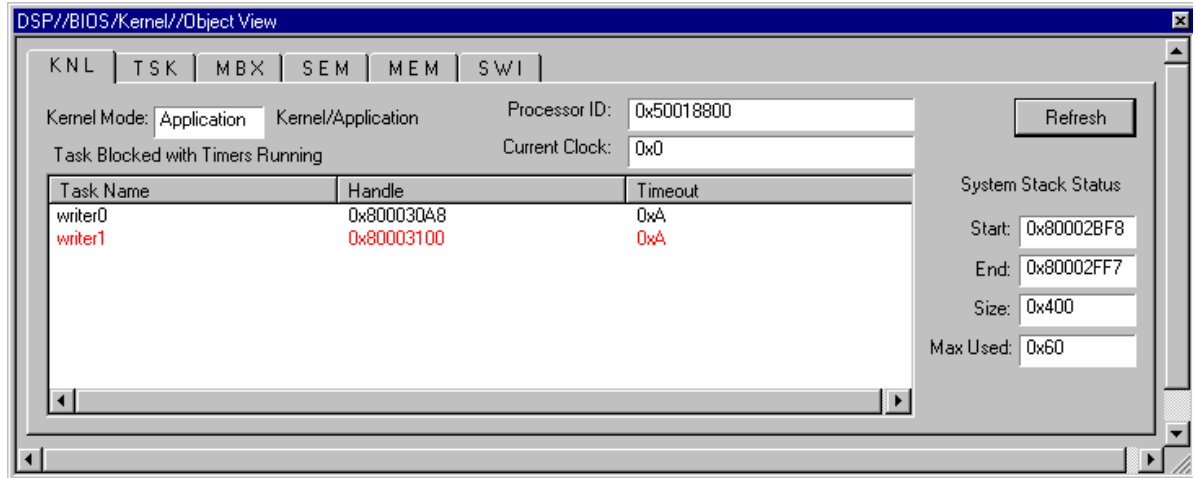 DSP//BIOS/Kernel//Object View
KNL TSK MBX SEM MEM SWI
Kernel Mode: Application Kernel/Application
Processor ID: 0x50018800
Refresh
Current Clock: 0x0
Task Blocked with Timers Running
Task Name Handle Timeout
writer0 0x800030A8 0xA
writer1 0x80003100 0xA
System Stack Status
Start: 0x80002BF8
End: 0x80002FF7
Size: 0x400
Max Used: 0x60